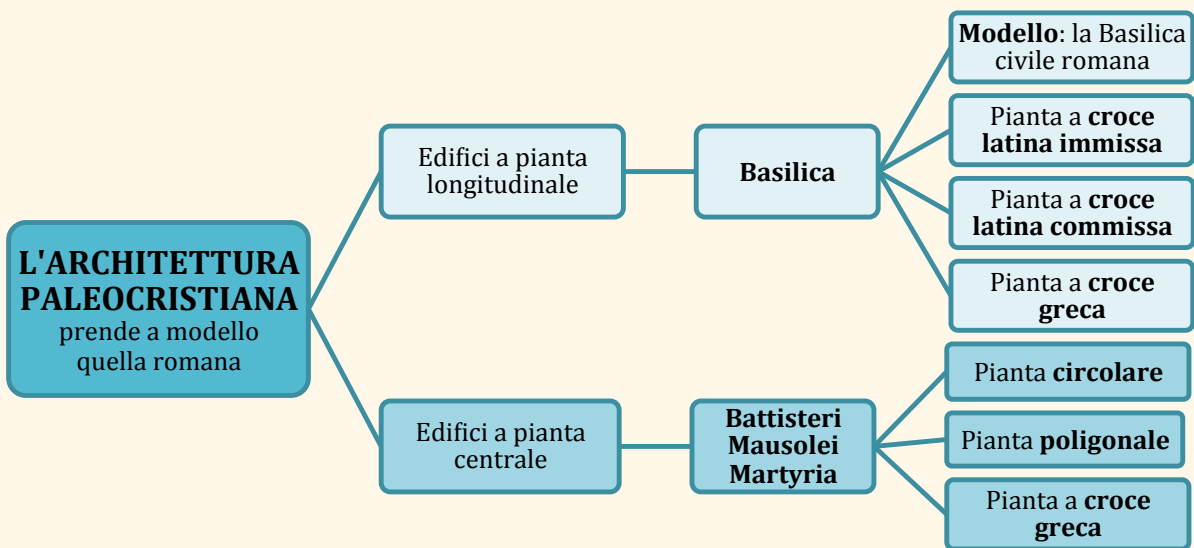 L'ARCHITETTURA
PALEOCRISTIANA
prende a modello
quella romana
Edifici a pianta
longitudinale
Basilica
Modello: la Basilica
civile romana
Pianta a croce
latina immissa
Pianta a croce
latina commissa
Pianta a croce
greca
Edifici a pianta
centrale
Battisteri
Mausolei
Martyria
Pianta circolare
Pianta poligonale
Pianta a croce
greca